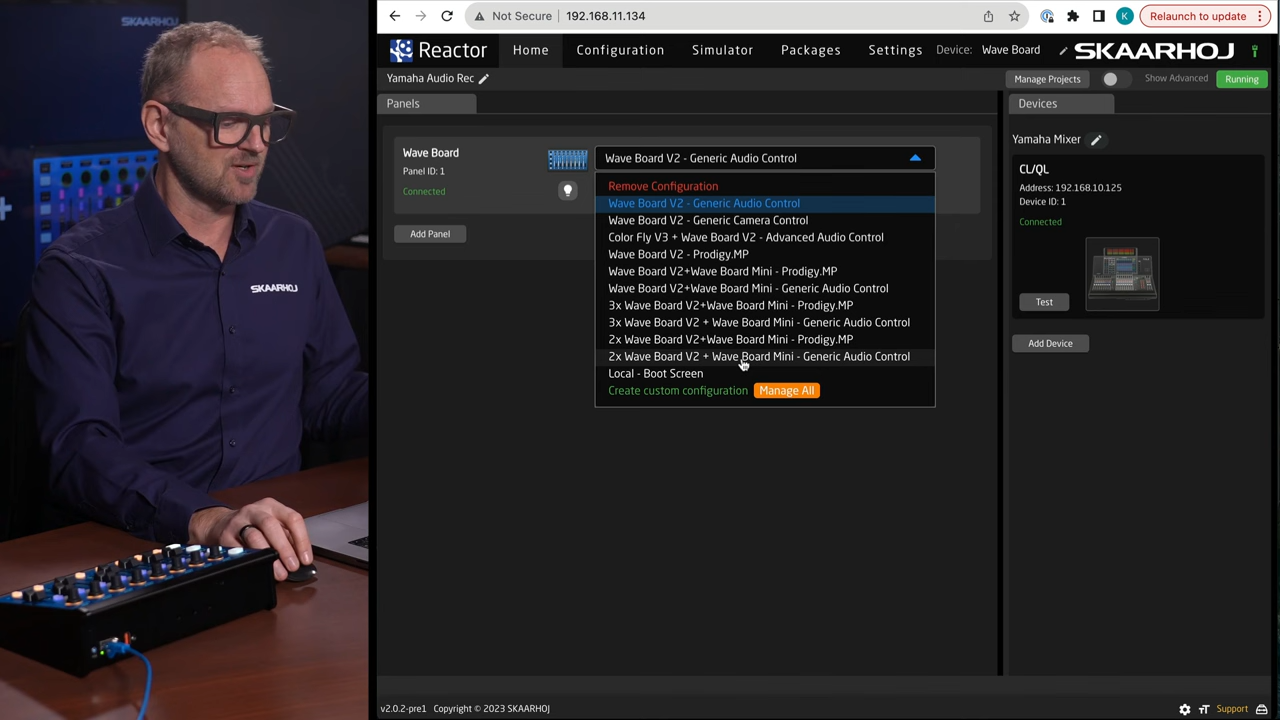 SKAARHOJ
SKAARHOJ
Not Secure 192.168.11.134
K
Relaunch to update
Reactor Home Configuration Simulator Packages Settings Device: Wave Board SKAARHOJ
Yamaha Audio Rec
Manage Projects Show Advanced Running
Panels
Wave Board
Panel ID: 1
Connected
Wave Board V2 - Generic Audio Control
Remove Configuration
Wave Board V2 - Generic Audio Control
Wave Board V2 - Generic Camera Control
Color Fly V3 + Wave Board V2 - Advanced Audio Control
Wave Board V2 - Prodigy.MP
Wave Board V2+Wave Board Mini - Prodigy.MP
Wave Board V2+Wave Board Mini - Generic Audio Control
3x Wave Board V2+Wave Board Mini - Prodigy.MP
3x Wave Board V2 + Wave Board Mini - Generic Audio Control
2x Wave Board V2+Wave Board Mini - Prodigy.MP
2x Wave Board V2 + Wave Board Mini - Generic Audio Control
Local - Boot Screen
Create custom configuration Manage All
Add Panel
Devices
Yamaha Mixer
CL/QL
Address: 192.168.10.125
Device ID: 1
Connected
Test
Add Device
v2.0.2-pre1 Copyright © 2023 SKAARHOJ
Support